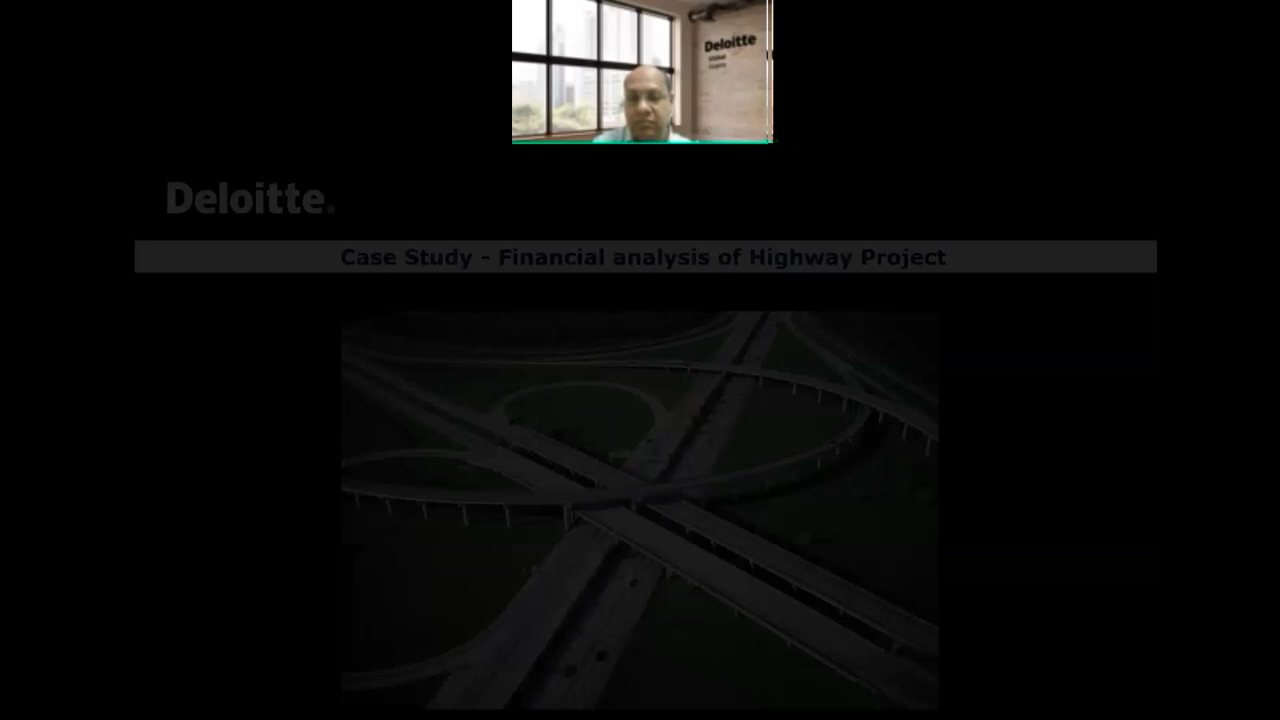 Deloitte
Deloitte.
Case Study - Financial analysis of Highway Project